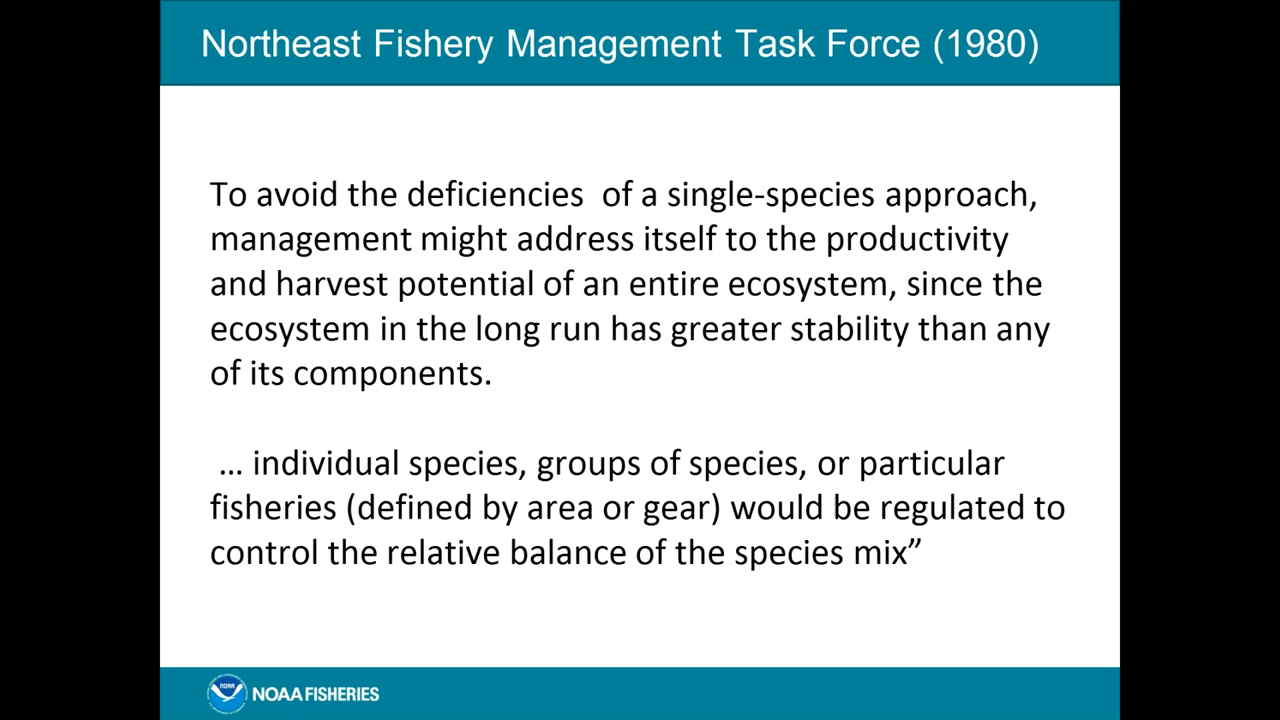 Northeast Fishery Management Task Force (1980)
To avoid the deficiencies  of a single-species approach,
management might address itself to the productivity
and harvest potential of an entire ecosystem, since the
ecosystem in the long run has greater stability than any
of its components.
… individual species, groups of species, or particular
fisheries (defined by area or gear) would be regulated to
control the relative balance of the species mix”
NOAA
NOAA FISHERIES